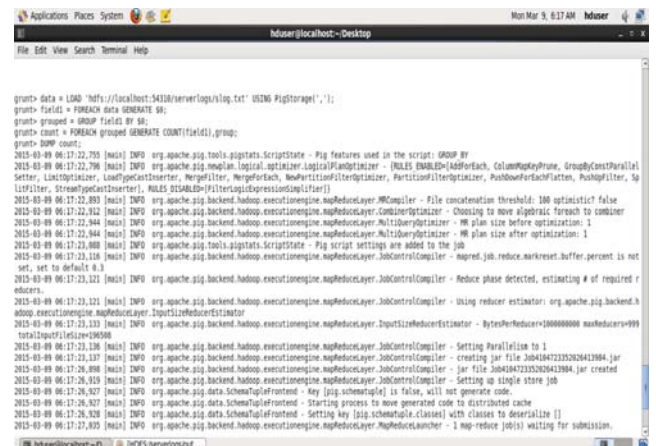 Applications Places System
Mon Mar 9, 6:17 AM hduser
hduser@localhost:~/Desktop
File Edit View Search Terminal Help
grunt> data = LOAD 'hdfs://localhost:54310/serverlogs/slog.txt' USING PigStorage(',');
grunt> field1 = FOREACH data GENERATE $8;
grunt> grouped = GROUP field1 BY $0;
grunt> count = FOREACH grouped GENERATE COUNT(field1),group;
grunt> DUMP count;
2015-03-09 06:17:22,755 [main] INFO org.apache.pig.tools.pigstats.ScriptState - Pig features used in the script: GROUP_BY
2015-03-09 06:17:22,796 [main] INFO org.apache.pig.newplan.logical.optimizer.LogicalPlanOptimizer - {RULES_ENABLED=[AddForEach, ColumnMapKeyPrune, GroupByConstParallel
Setter, LimitOptimizer, LoadTypeCastInserter, MergeFilter, MergeForEach, NewPartitionFilterOptimizer, PartitionFilterOptimizer, PushDownForEachFlatten, PushUpFilter, Sp
litFilter, StreamTypeCastInserter], RULES_DISABLED=[FilterLogicExpressionSimplifier]}
2015-03-09 06:17:22,893 [main] INFO org.apache.pig.backend.hadoop.executionengine.mapReduceLayer.MRCompiler - File concatenation threshold: 100 optimistic? false
2015-03-09 06:17:22,912 [main] INFO org.apache.pig.backend.hadoop.executionengine.mapReduceLayer.CombinerOptimizer - Choosing to move algebraic foreach to combiner
2015-03-09 06:17:22,944 [main] INFO org.apache.pig.backend.hadoop.executionengine.mapReduceLayer.MultiQueryOptimizer - MR plan size before optimization: 1
2015-03-09 06:17:22,944 [main] INFO org.apache.pig.backend.hadoop.executionengine.mapReduceLayer.MultiQueryOptimizer - MR plan size after optimization: 1
2015-03-09 06:17:23,088 [main] INFO org.apache.pig.tools.pigstats.ScriptState - Pig script settings are added to the job
2015-03-09 06:17:23,116 [main] INFO org.apache.pig.backend.hadoop.executionengine.mapReduceLayer.JobControlCompiler - mapred.job.reduce.markreset.buffer.percent is not
set, set to default 0.3
2015-03-09 06:17:23,121 [main] INFO org.apache.pig.backend.hadoop.executionengine.mapReduceLayer.JobControlCompiler - Reduce phase detected, estimating # of required r
educers.
2015-03-09 06:17:23,121 [main] INFO org.apache.pig.backend.hadoop.executionengine.mapReduceLayer.JobControlCompiler - Using reducer estimator: org.apache.pig.backend.h
adoop.executionengine.mapReduceLayer.InputSizeReducerEstimator
2015-03-09 06:17:23,133 [main] INFO org.apache.pig.backend.hadoop.executionengine.mapReduceLayer.InputSizeReducerEstimator - BytesPerReducer=1000000000 maxReducers=999
totalInputFileSize=196508
2015-03-09 06:17:23,136 [main] INFO org.apache.pig.backend.hadoop.executionengine.mapReduceLayer.JobControlCompiler - Setting Parallelism to 1
2015-03-09 06:17:23,137 [main] INFO org.apache.pig.backend.hadoop.executionengine.mapReduceLayer.JobControlCompiler - creating jar file Job4104723352026413984.jar
2015-03-09 06:17:26,898 [main] INFO org.apache.pig.backend.hadoop.executionengine.mapReduceLayer.JobControlCompiler - jar file Job4104723352026413984.jar created
2015-03-09 06:17:26,919 [main] INFO org.apache.pig.backend.hadoop.executionengine.mapReduceLayer.JobControlCompiler - Setting up single store job
2015-03-09 06:17:26,927 [main] INFO org.apache.pig.data.SchemaTupleFrontend - Key [pig.schematuple] is false, will not generate code.
2015-03-09 06:17:26,927 [main] INFO org.apache.pig.data.SchemaTupleFrontend - Starting process to move generated code to distributed cache
2015-03-09 06:17:26,928 [main] INFO org.apache.pig.data.SchemaTupleFrontend - Setting key [pig.schematuple.classes] with classes to deserialize []
2015-03-09 06:17:27,035 [main] INFO org.apache.pig.backend.hadoop.executionengine.mapReduceLayer.MapReduceLauncher - 1 map-reduce job(s) waiting for submission.